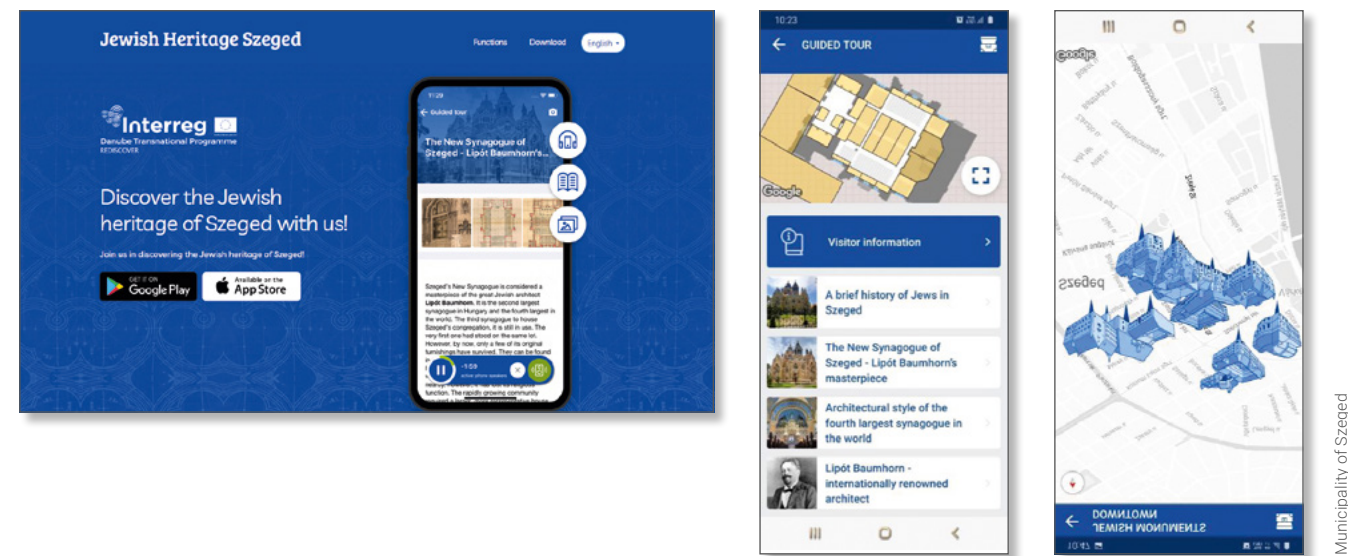 Jewish Heritage Szeged
Functions
Download
English
Interreg
Danube Transnational Programme
REDISCOVER
Discover the Jewish
heritage of Szeged with us!
Join us in discovering the Jewish heritage of Szeged!
GET IT ON
Google Play
Available on the
App Store
11:29
Guided tour
The New Synagogue of
Szeged - Lipót Baumhorn's...
Szeged's New Synagogue is considered a
masterpiece of the great Jewish architect
Lipót Baumhorn. It is the second largest
synagogue in Hungary and the fourth largest in
the world. The third synagogue to house
Szeged's congregation, it is still in use. The
very first one had stood on the same lot.
However, by now, only a few of its original
furnishings have survived. They can be found
-1:59
function. The rapidly growing community
10:23
GUIDED TOUR
Google
Visitor information
A brief history of Jews in
Szeged
The New Synagogue of
Szeged - Lipót Baumhorn's
masterpiece
Architectural style of the
fourth largest synagogue in
the world
Lipót Baumhorn -
internationally renowned
architect
Google
Szeged
DOWNTOWN
JEWISH MONUMENTS
10:45
Municipality of Szeged